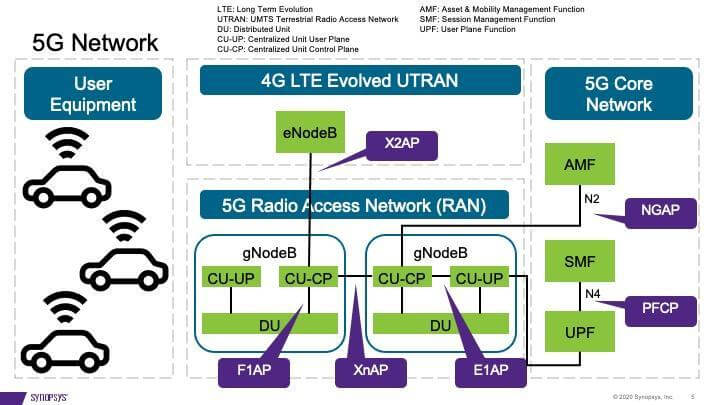 LTE: Long Term Evolution
UTRAN: UMTS Terrestrial Radio Access Network
DU: Distributed Unit
CU-UP: Centralized Unit User Plane
CU-CP: Centralized Unit Control Plane
AMF: Asset & Mobility Management Function
SMF: Session Management Function
UPF: User Plane Function
5G Network
User
Equipment
4G LTE Evolved UTRAN
eNodeB
X2AP
5G Radio Access Network (RAN)
gNodeB
CU-UP
CU-CP
DU
gNodeB
CU-CP
CU-UP
DU
F1AP
XnAP
E1AP
5G Core
Network
AMF
N2
NGAP
SMF
N4
PFCP
UPF
SYNOPSYS®
© 2020 Synopsys, Inc.
5